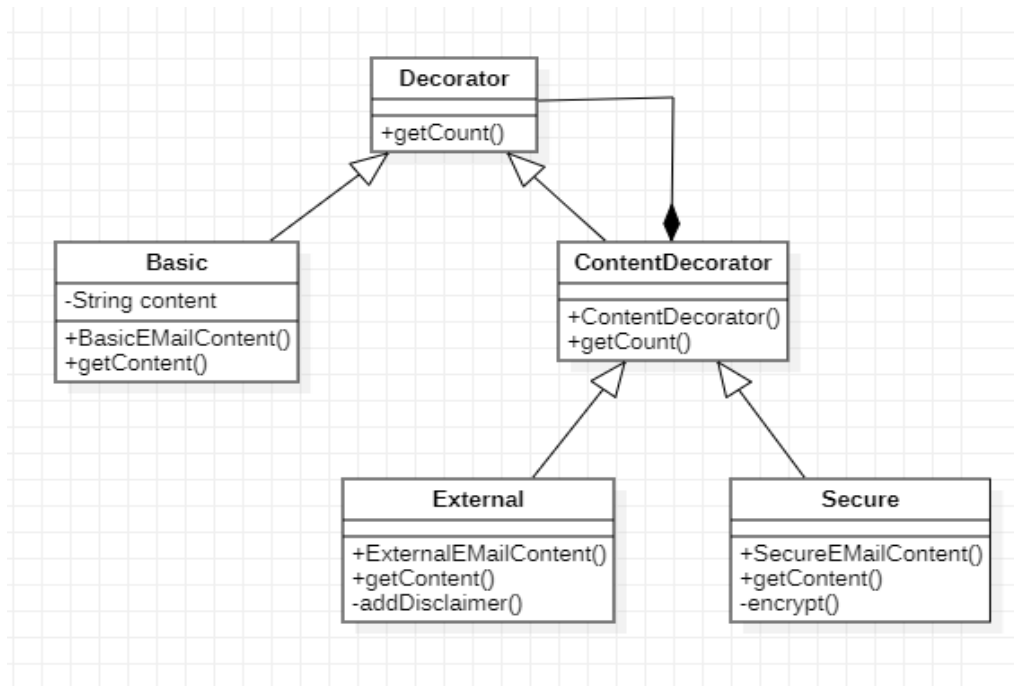 Decorator
+getCount()
Basic
-String content
+BasicEMailContent()
+getContent()
ContentDecorator
+ContentDecorator()
+getCount()
External
+ExternalEMailContent()
+getContent()
-addDisclaimer()
Secure
+SecureEMailContent()
+getContent()
-encrypt()